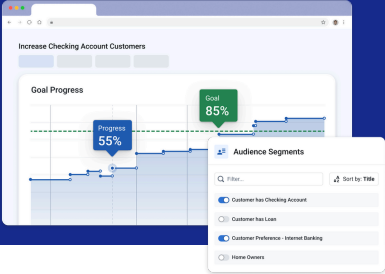 Increase Checking Account Customers
Goal Progress
Goal
85%
Progress
55%
Audience Segments
Filter...
Sort by: Title
Customer has Checking Account
Customer has Loan
Customer Preference - Internet Banking
Home Owners